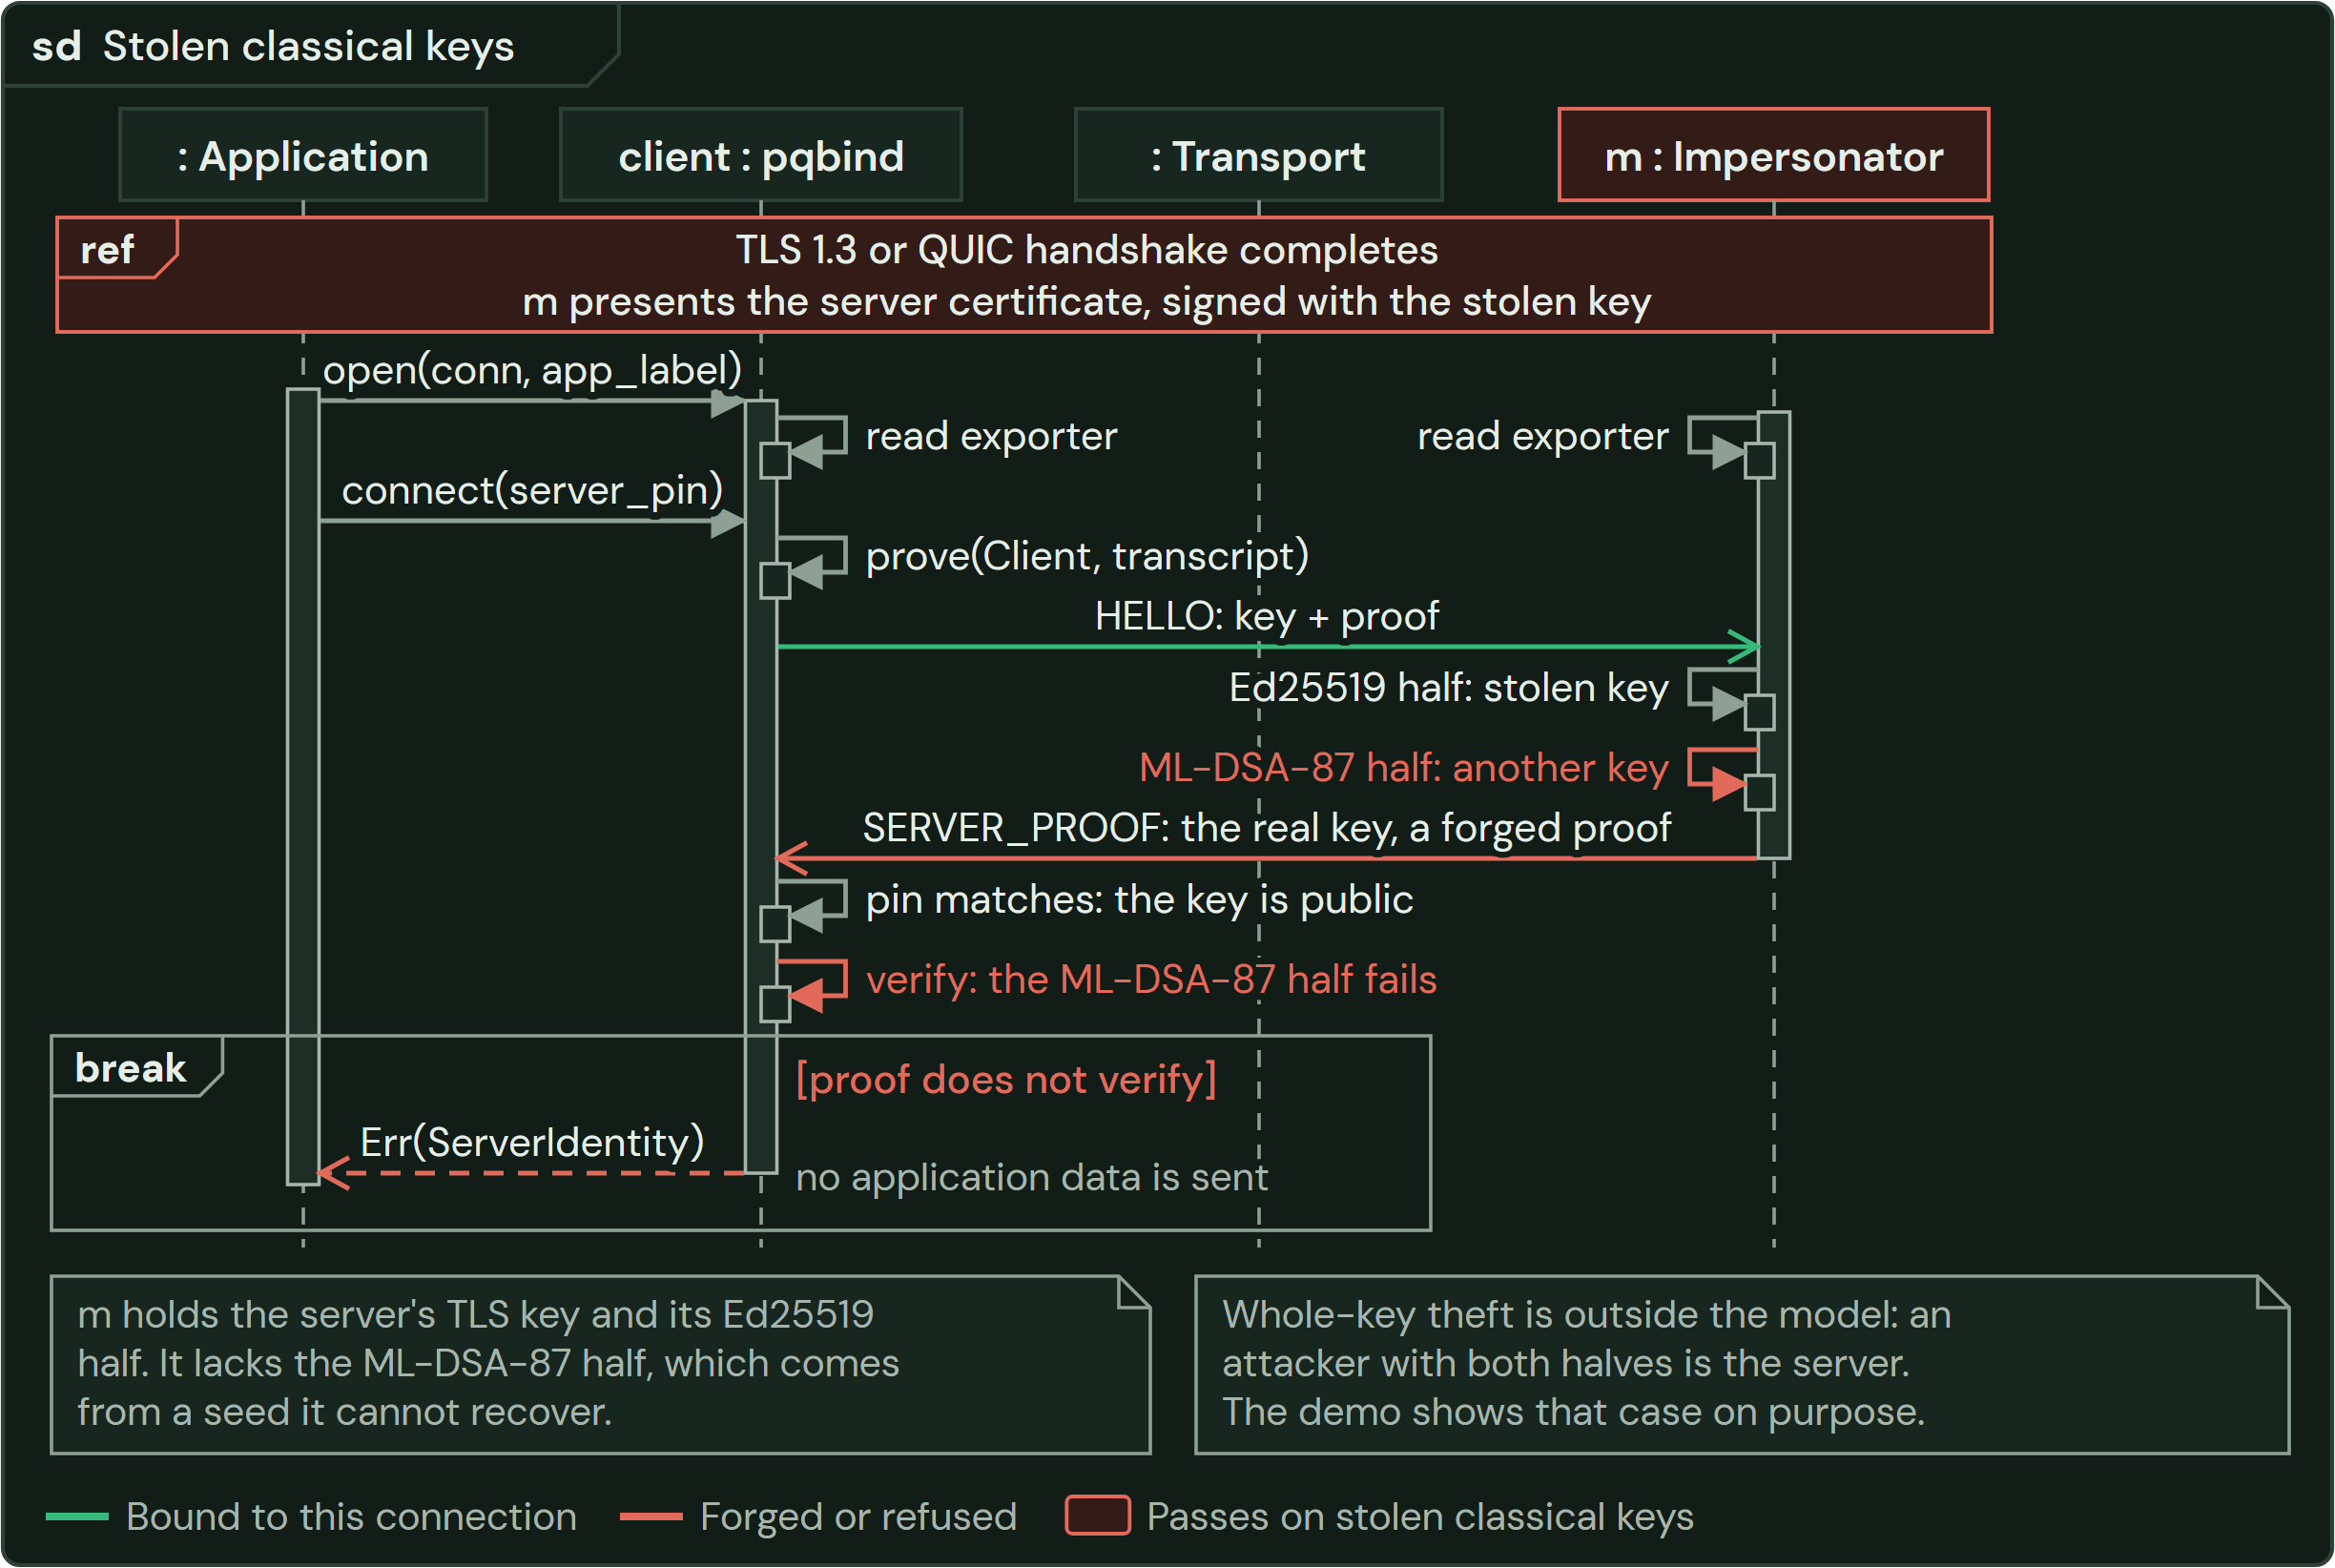 sd Stolen classical keys
: Application
client : pqbind
: Transport
m : Impersonator
ref
TLS 1.3 or QUIC handshake completes
m presents the server certificate, signed with the stolen key
open(conn, app_label)
read exporter
read exporter
connect(server_pin)
prove(Client, transcript)
HELLO: key + proof
Ed25519 half: stolen key
ML-DSA-87 half: another key
SERVER_PROOF: the real key, a forged proof
pin matches: the key is public
verify: the ML-DSA-87 half fails
break
[proof does not verify]
Err(ServerIdentity)
no application data is sent
m holds the server's TLS key and its Ed25519
half. It lacks the ML-DSA-87 half, which comes
from a seed it cannot recover.
Whole-key theft is outside the model: an
attacker with both halves is the server.
The demo shows that case on purpose.
Bound to this connection
Forged or refused
Passes on stolen classical keys